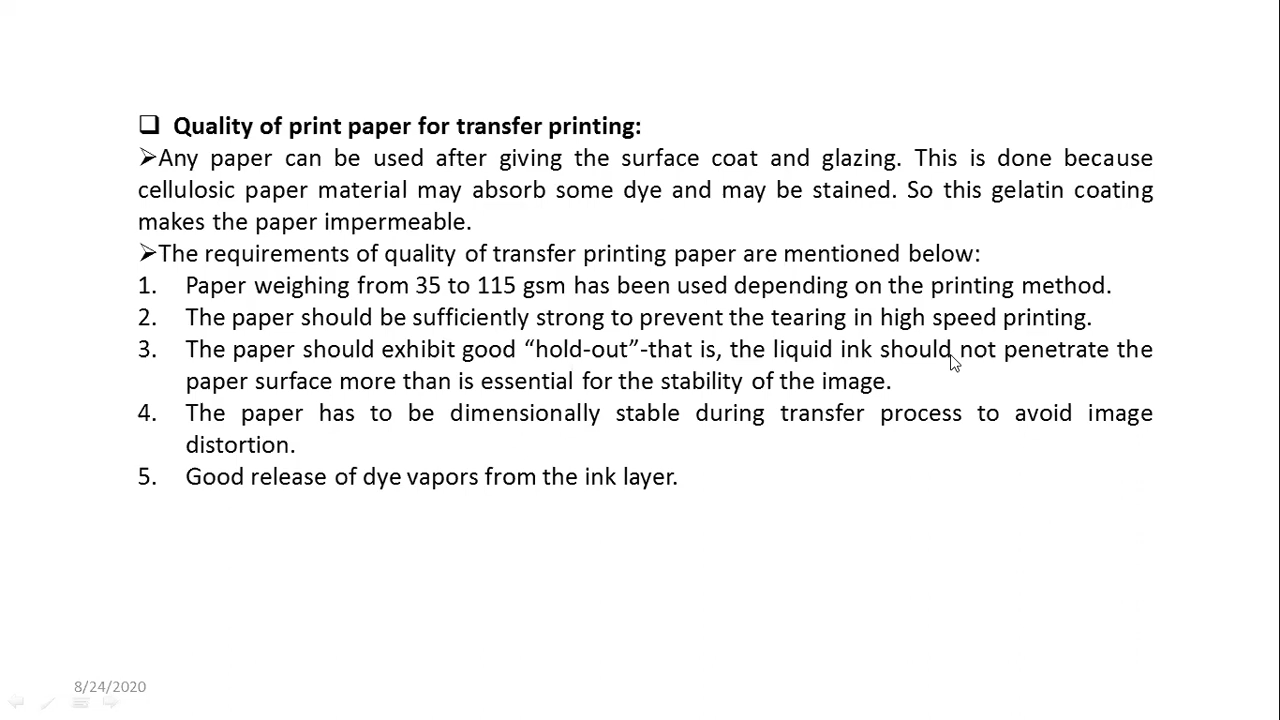 ❑ Quality of print paper for transfer printing:
➢Any paper can be used after giving the surface coat and glazing. This is done because
cellulosic paper material may absorb some dye and may be stained. So this gelatin coating
makes the paper impermeable.
➢The requirements of quality of transfer printing paper are mentioned below:
1. Paper weighing from 35 to 115 gsm has been used depending on the printing method.
2. The paper should be sufficiently strong to prevent the tearing in high speed printing.
3. The paper should exhibit good “hold-out”-that is, the liquid ink should not penetrate the
paper surface more than is essential for the stability of the image.
4. The paper has to be dimensionally stable during transfer process to avoid image
distortion.
5. Good release of dye vapors from the ink layer.
8/24/2020